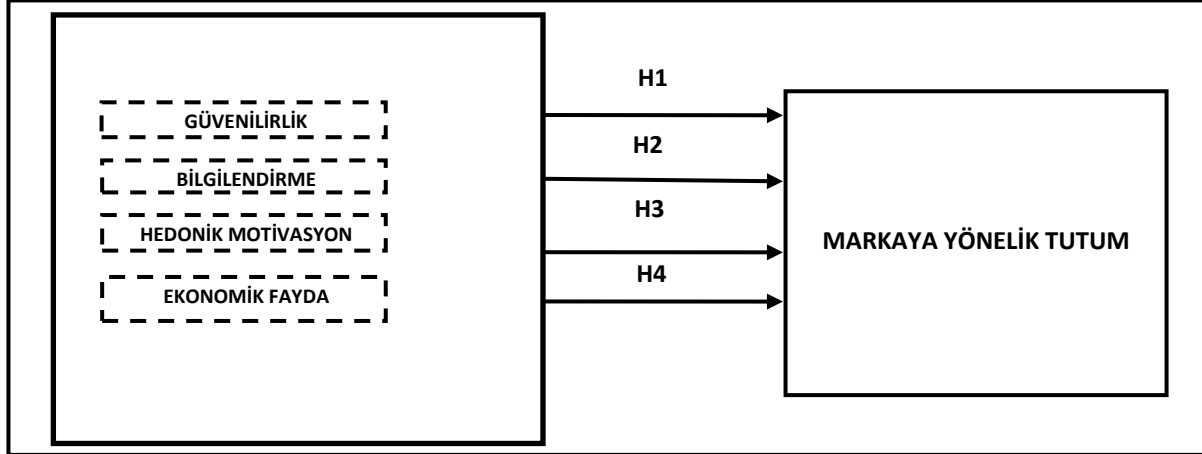 GÜVENİLİRLİK
BİLGİLENDİRME
HEDONİK MOTİVASYON
EKONOMİK FAYDA
H1
H2
H3
H4
MARKAYA YÖNELİK TUTUM